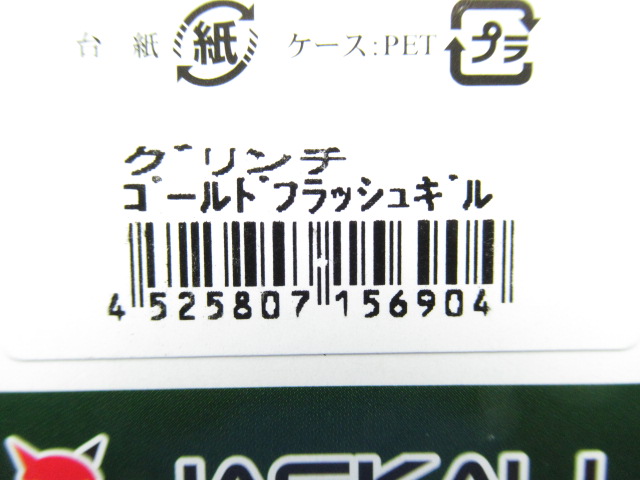 台紙 紙 ケース:PET プラ
グリンチ
ゴールドフラッシュギル
4 525807 156904
JACKALL